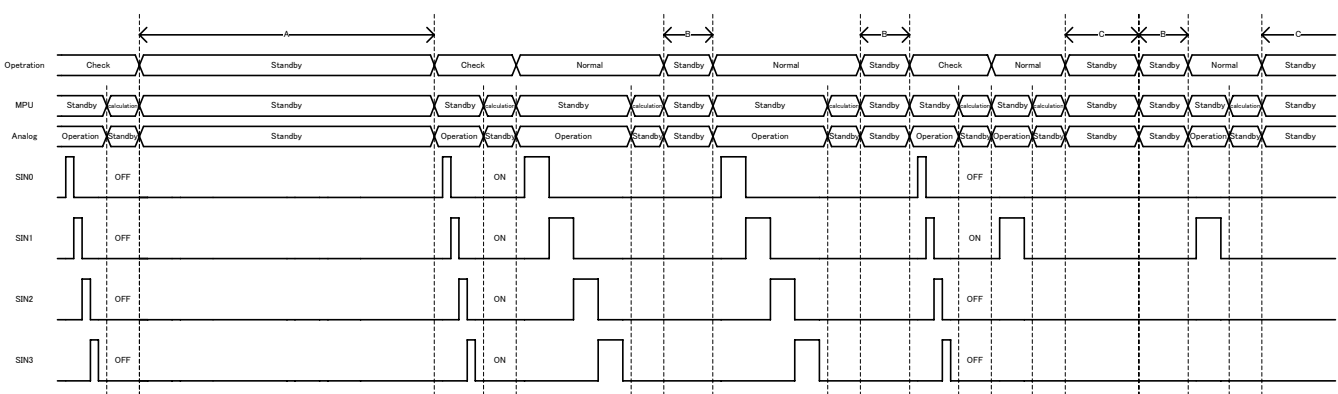 A B B C B C
Opetration Check Standby Check Normal Standby Normal Standby Check Normal Standby Standby Normal Standby
MPU Standby calculation Standby Standby calculation Standby calculation Standby Standby calculation Standby Standby calculation Standby calculation Standby Standby Standby calculation Standby
Analog Operation Standby Standby Operation Standby Operation Standby Standby Operation Standby Standby Operation Standby Operation Standby Standby Standby Operation Standby Standby
SIN0 OFF ON OFF
SIN1 OFF ON ON
SIN2 OFF ON OFF
SIN3 OFF ON OFF